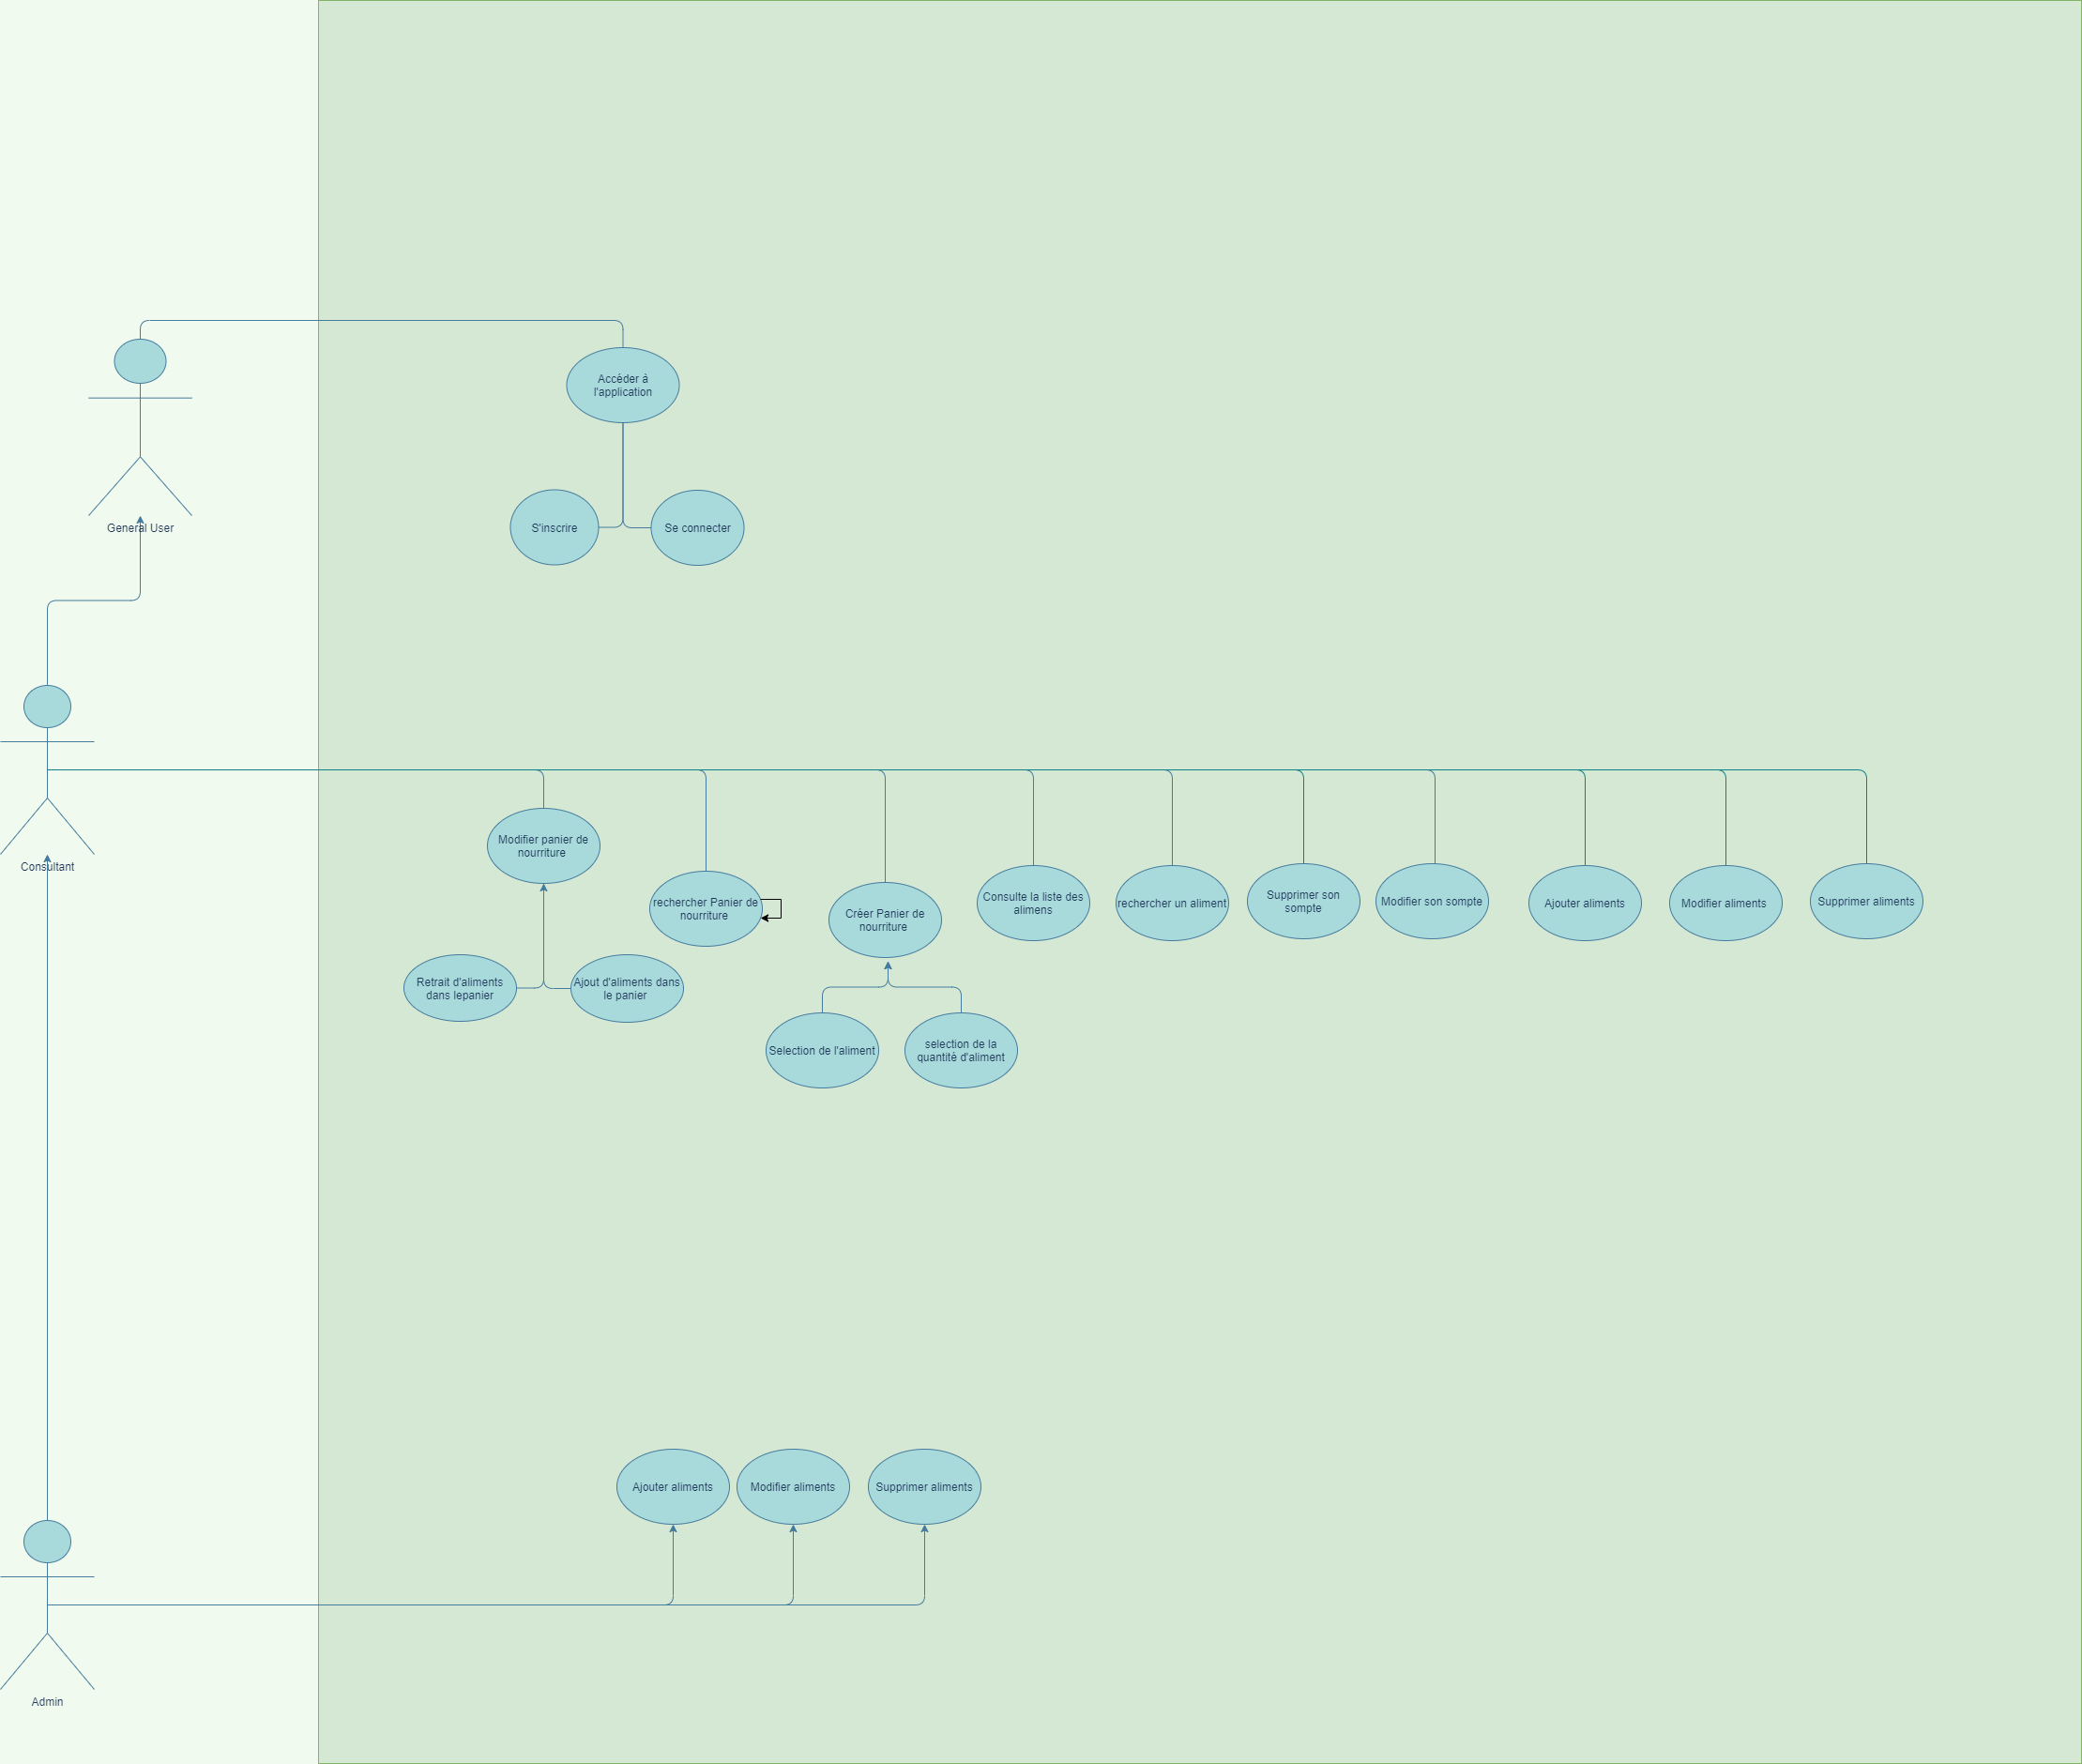 Accéder à
l'application
General User
S'inscrire
Se connecter
Consultant
Modifier panier de
nourriture
rechercher Panier de
nourriture
Créer Panier de
nourriture
Consulte la liste des
alimens
rechercher un aliment
Supprimer son
sompte
Modifier son sompte
Ajouter aliments
Modifier aliments
Supprimer aliments
Retrait d'aliments
dans lepanier
Ajout d'aliments dans
le panier
Selection de l'aliment
selection de la
quantité d'aliment
Ajouter aliments
Modifier aliments
Supprimer aliments
Admin